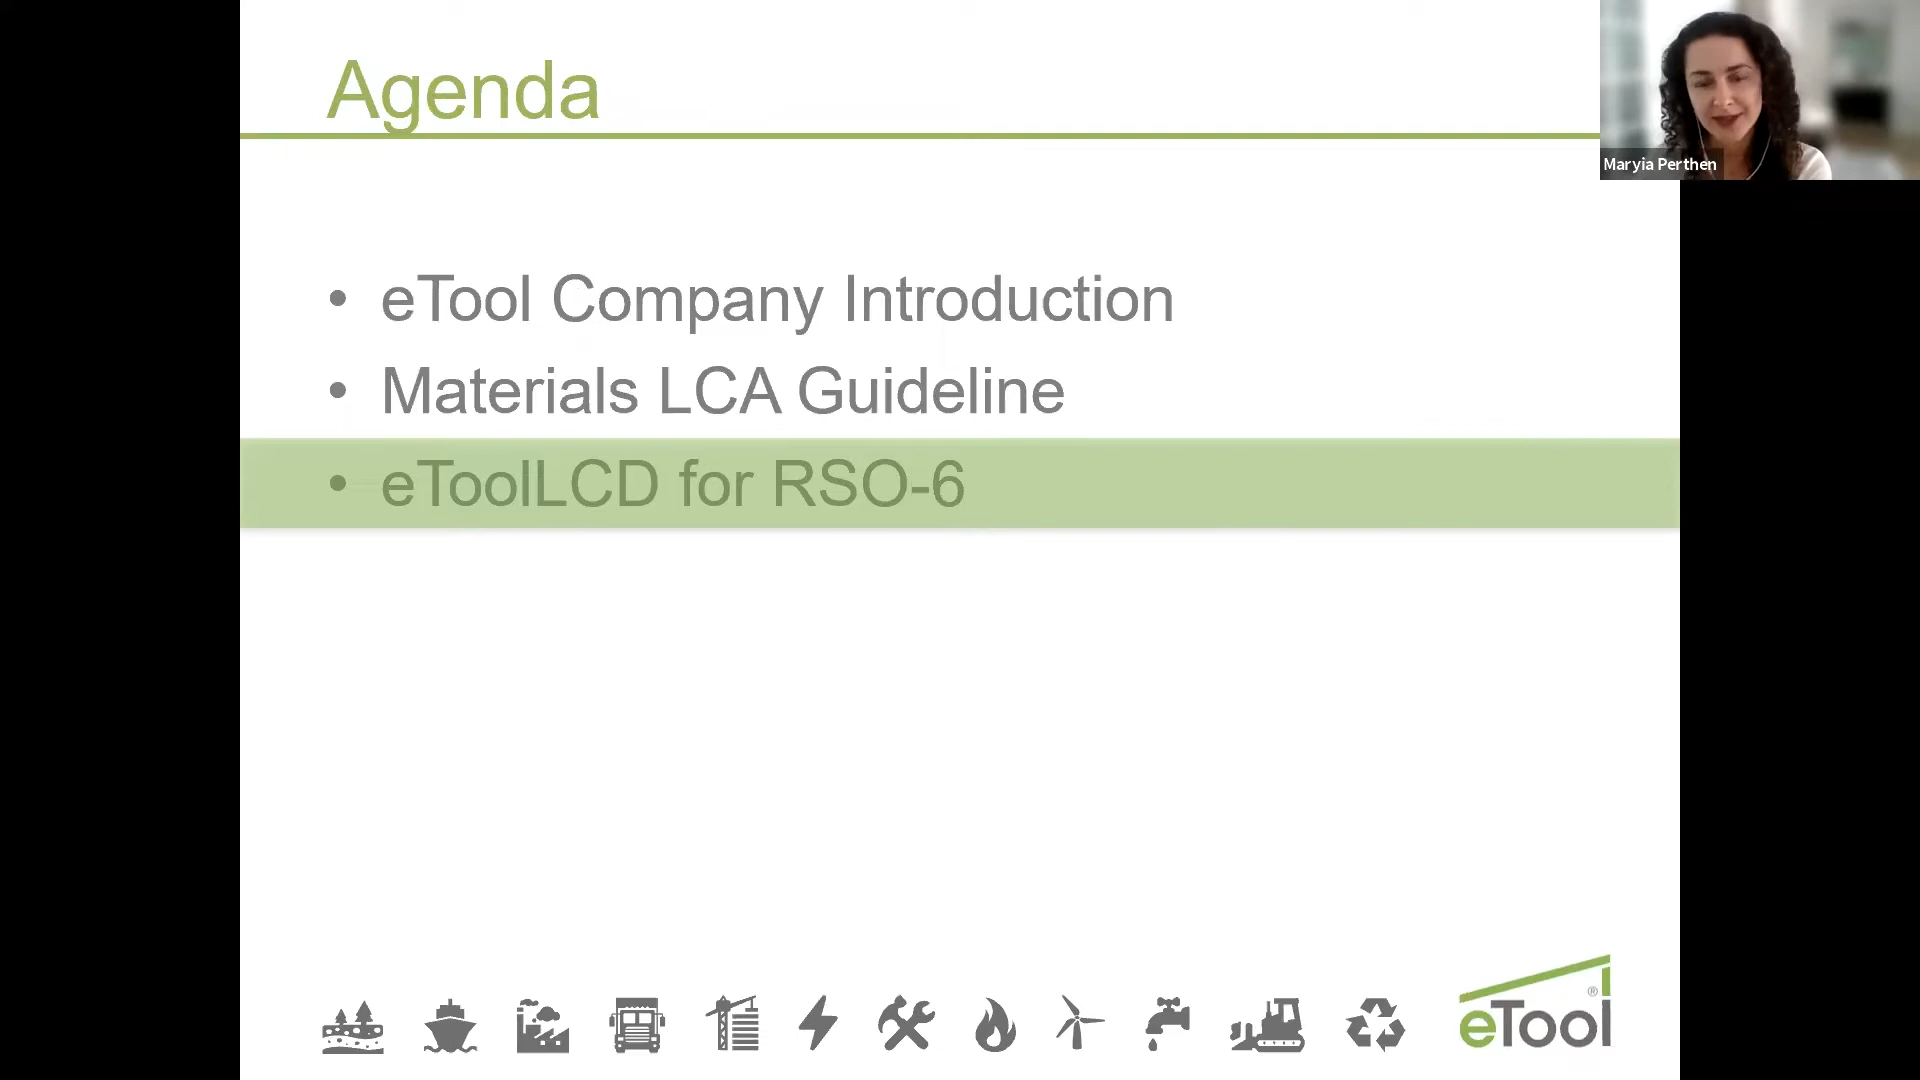 Agenda
Maryia Perthen
• eTool Company Introduction
• Materials LCA Guideline
• eToolLCD for RSO-6
eTool®